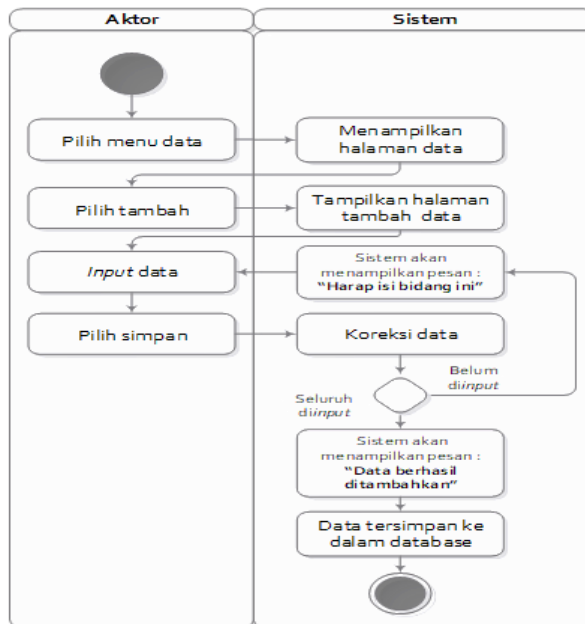 Aktor
Sistem
Pilih menu data
Menampilkan
halaman data
Pilih tambah
Tampilkan halaman
tambah data
Input data
Sistem akan
menampilkan pesan :
“Harap isi bidang ini”
Pilih simpan
Koreksi data
Belum
diinput
Seluruh
diinput
Sistem akan
menampilkan pesan :
“Data berhasil
ditambahkan”
Data tersimpan ke
dalam database